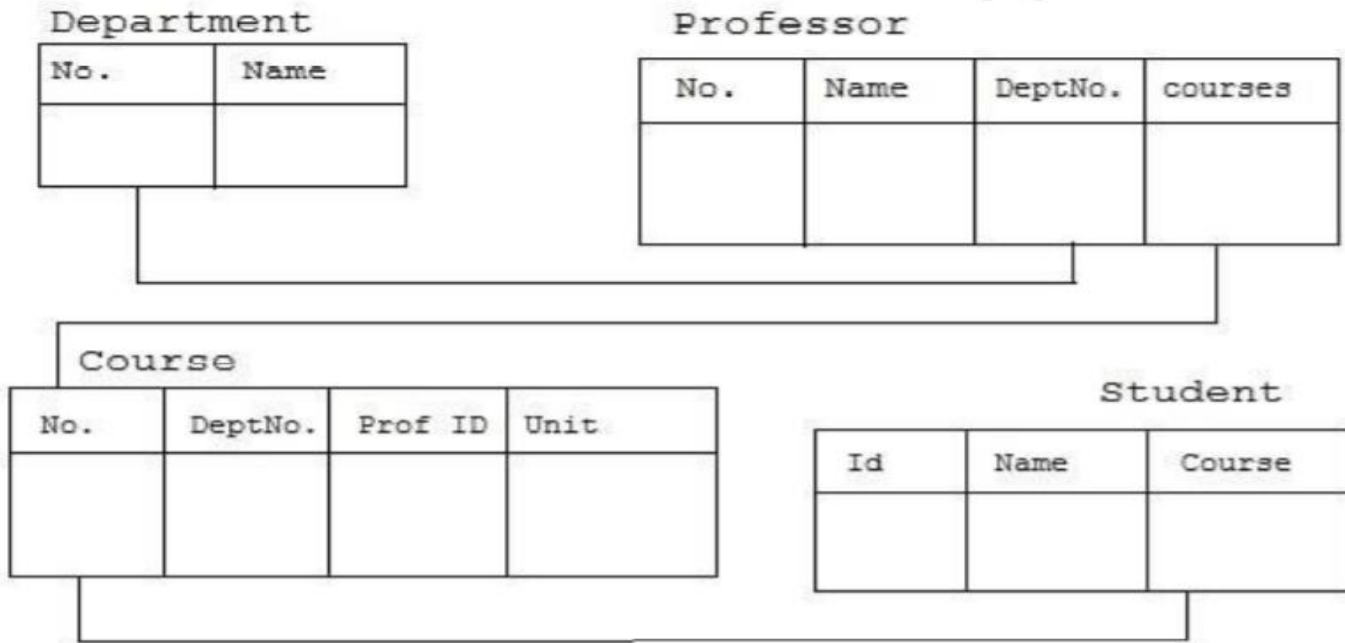 Department
No. Name
Professor
No. Name DeptNo. courses
Course
No. DeptNo. Prof ID Unit
Student
Id Name Course